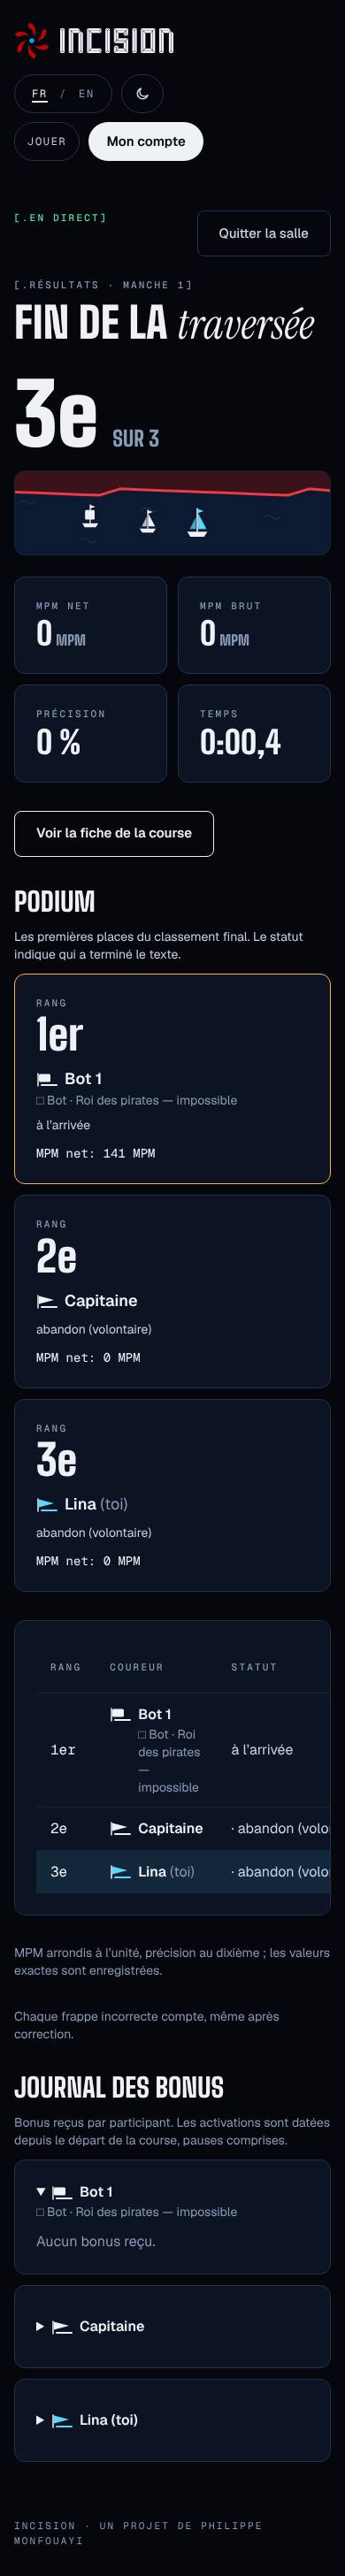 INCISION
FR / EN
JOUER
Mon compte
[.EN DIRECT]
Quitter la salle
[.RÉSULTATS · MANCHE 1]
FIN DE LA traversée
3e SUR 3
MPM NET
0 MPM
MPM BRUT
0 MPM
PRÉCISION
0 %
TEMPS
0:00,4
Voir la fiche de la course
PODIUM
Les premières places du classement final. Le statut
indique qui a terminé le texte.
RANG
1er
Bot 1
□ Bot · Roi des pirates — impossible
à l’arrivée
MPM net: 141 MPM
RANG
2e
Capitaine
abandon (volontaire)
MPM net: 0 MPM
RANG
3e
Lina (toi)
abandon (volontaire)
MPM net: 0 MPM
RANG COUREUR STATUT
1er
Bot 1
□ Bot · Roi
des pirates
—
impossible
à l’arrivée
2e Capitaine · abandon (volo
3e Lina (toi) · abandon (volo
MPM arrondis à l’unité, précision au dixième ; les valeurs
exactes sont enregistrées.
Chaque frappe incorrecte compte, même après
correction.
JOURNAL DES BONUS
Bonus reçus par participant. Les activations sont datées
depuis le départ de la course, pauses comprises.
▼ Bot 1
□ Bot · Roi des pirates — impossible
Aucun bonus reçu.
▶ Capitaine
▶ Lina (toi)
INCISION · UN PROJET DE PHILIPPE
MONFOUAYI